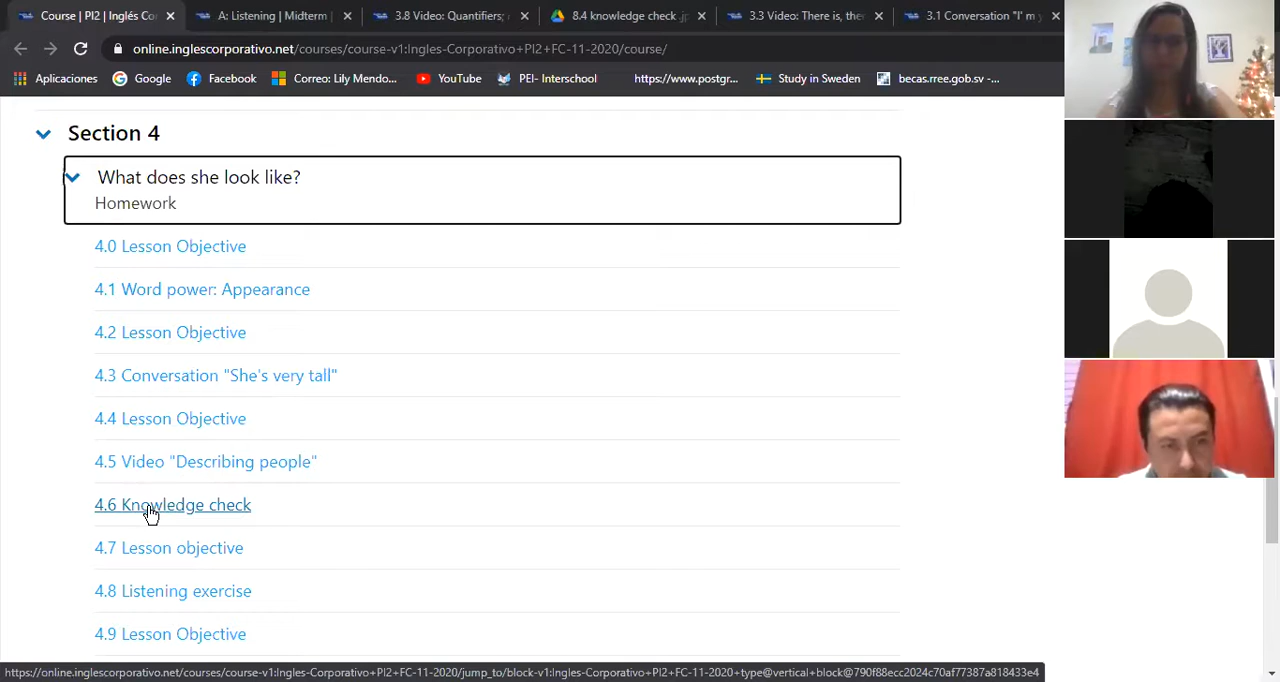 Course | PI2 | Inglés Co
A: Listening | Midterm |
3.8 Video: Quantifiers;
8.4 knowledge check .jp
3.3 Video: There is, the
3.1 Conversation "I' m y
online.inglescorporativo.net/courses/course-v1:Ingles-Corporativo+PI2+FC-11-2020/course/
Aplicaciones Google Facebook Correo: Lily Mendo... YouTube PEI- Interschool https://www.postgr... Study in Sweden becas.rree.gob.sv -...
Section 4
What does she look like?
Homework
4.0 Lesson Objective
4.1 Word power: Appearance
4.2 Lesson Objective
4.3 Conversation "She's very tall"
4.4 Lesson Objective
4.5 Video "Describing people"
4.6 Knowledge check
4.7 Lesson objective
4.8 Listening exercise
4.9 Lesson Objective
https://online.inglescorporativo.net/courses/course-v1:Ingles-Corporativo+PI2+FC-11-2020/jump_to/block-v1:Ingles-Corporativo+PI2+FC-11-2020+type@vertical+block@790f88ecc2024c70af77387a818433e4